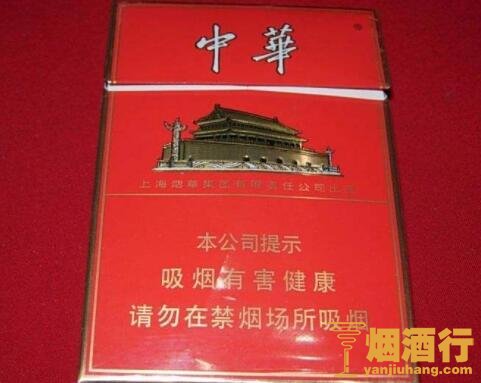 中華
上海烟草集团有限责任公司出品
本公司提示
吸烟有害健康
请勿在禁烟场所吸烟
烟酒行
yanjiuhang.com